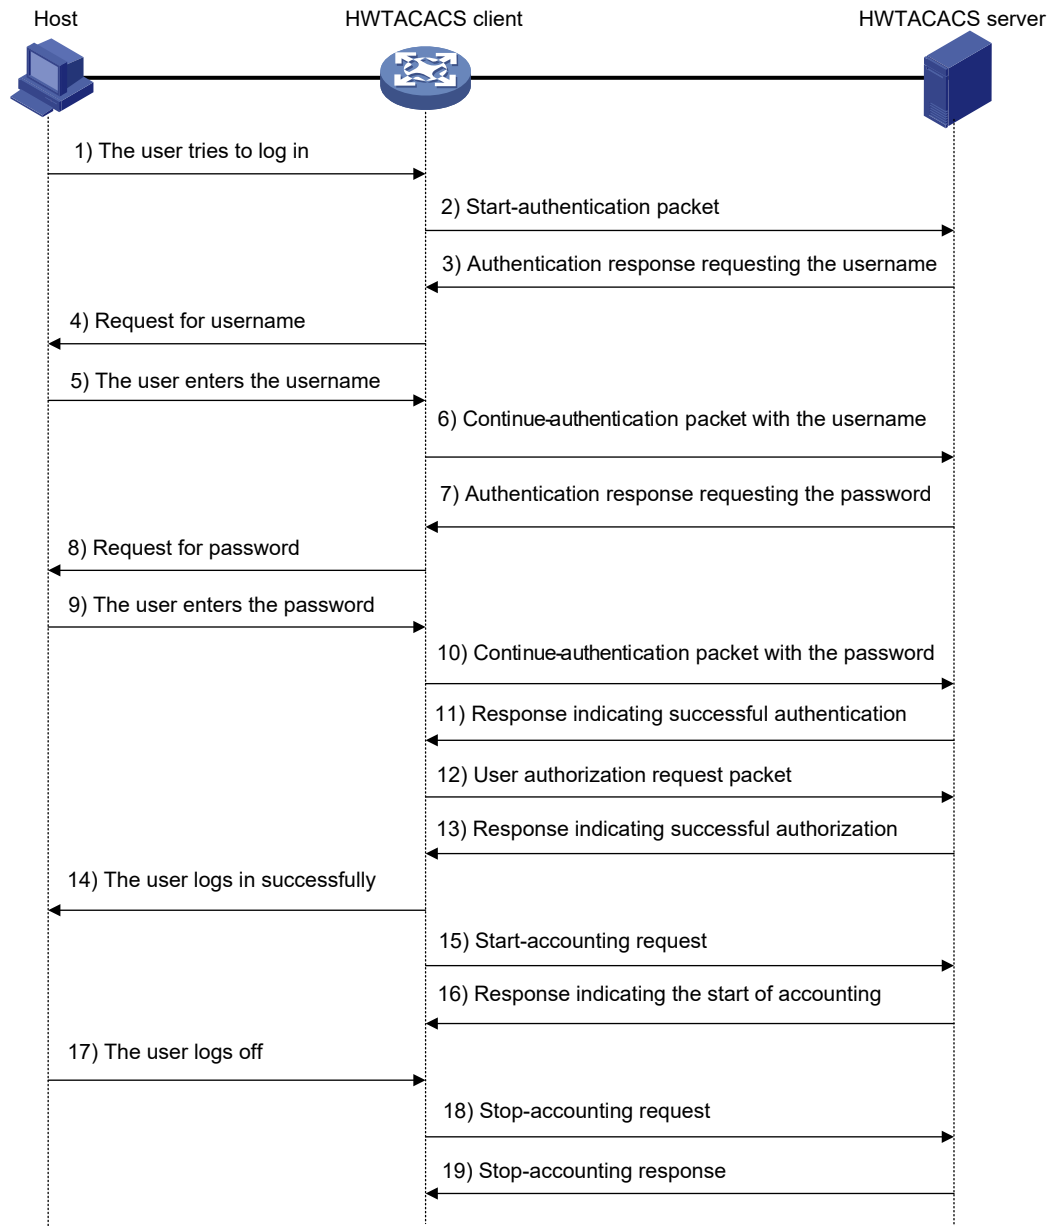 Host
HWTACACS client
HWTACACS server
1) The user tries to log in
2) Start-authentication packet
3) Authentication response requesting the username
4) Request for username
5) The user enters the username
6) Continue-authentication packet with the username
7) Authentication response requesting the password
8) Request for password
9) The user enters the password
10) Continue-authentication packet with the password
11) Response indicating successful authentication
12) User authorization request packet
13) Response indicating successful authorization
14) The user logs in successfully
15) Start-accounting request
16) Response indicating the start of accounting
17) The user logs off
18) Stop-accounting request
19) Stop-accounting response